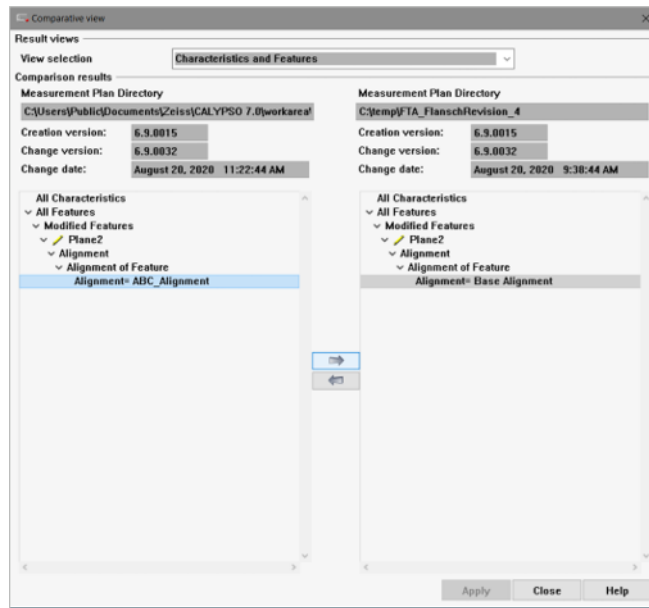 Comparative view
Result views
View selection
Characteristics and Features
Comparison results
Measurement Plan Directory
C:\Users\Public\Documents\Zeiss\CALYPSO 7.0\workarea\
Creation version: 6.9.0015
Change version: 6.9.0032
Change date: August 20, 2020 11:22:44 AM
All Characteristics
All Features
Modified Features
Plane2
Alignment
Alignment of Feature
Alignment= ABC_Alignment
Measurement Plan Directory
C:\temp\FTA_FlanschRevision_4
Creation version: 6.9.0015
Change version: 6.9.0032
Change date: August 20, 2020 9:38:44 AM
All Characteristics
All Features
Modified Features
Plane2
Alignment
Alignment of Feature
Alignment= Base Alignment
Apply Close Help